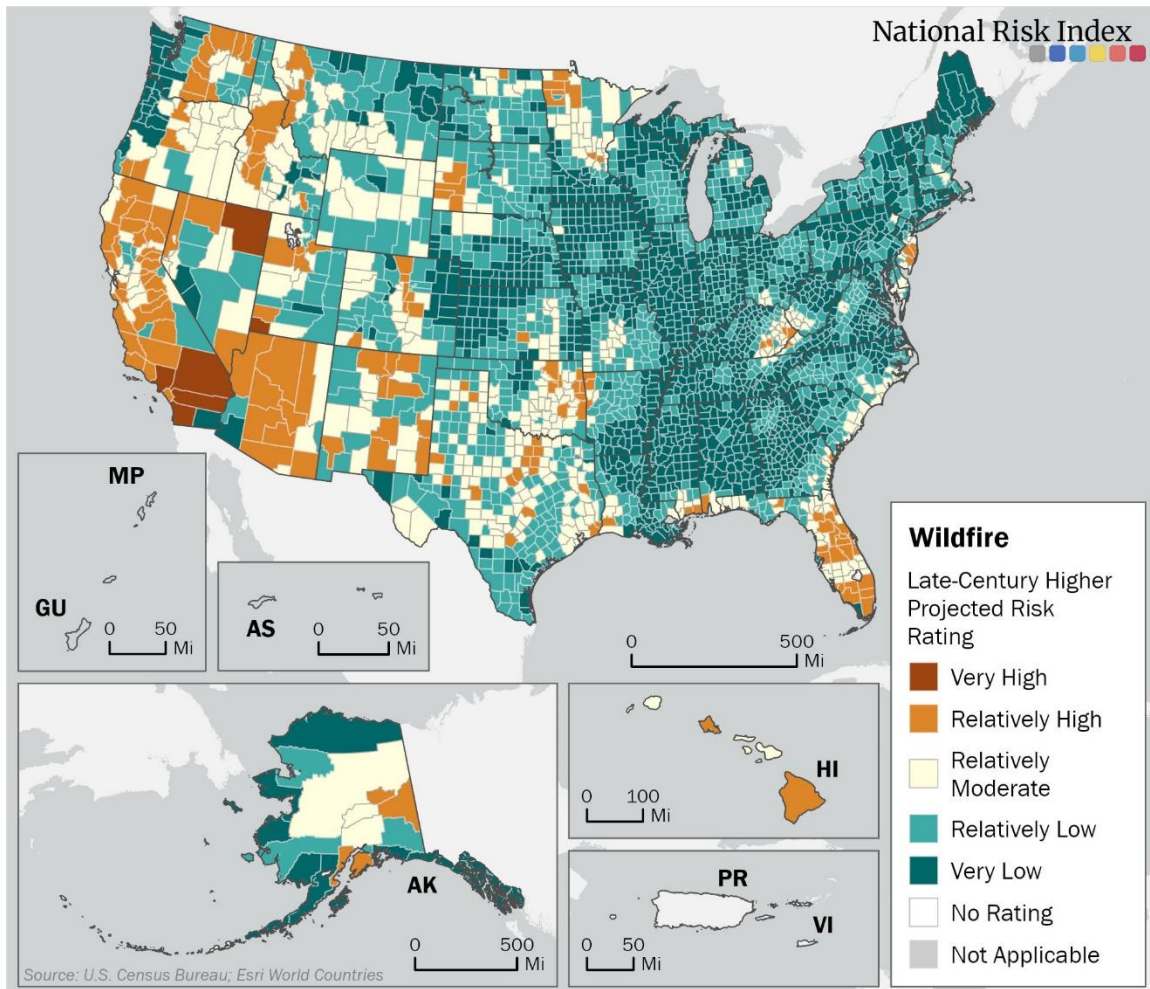 National Risk Index
MP
GU
0 50
Mi
AS
0 50
Mi
0 500
Mi
Wildfire
Late-Century Higher
Projected Risk
Rating
Very High
Relatively High
Relatively
Moderate
Relatively Low
Very Low
No Rating
Not Applicable
AK
0 500
Mi
Source: U.S. Census Bureau; Esri World Countries
HI
0 100
Mi
PR
VI
0 50
Mi